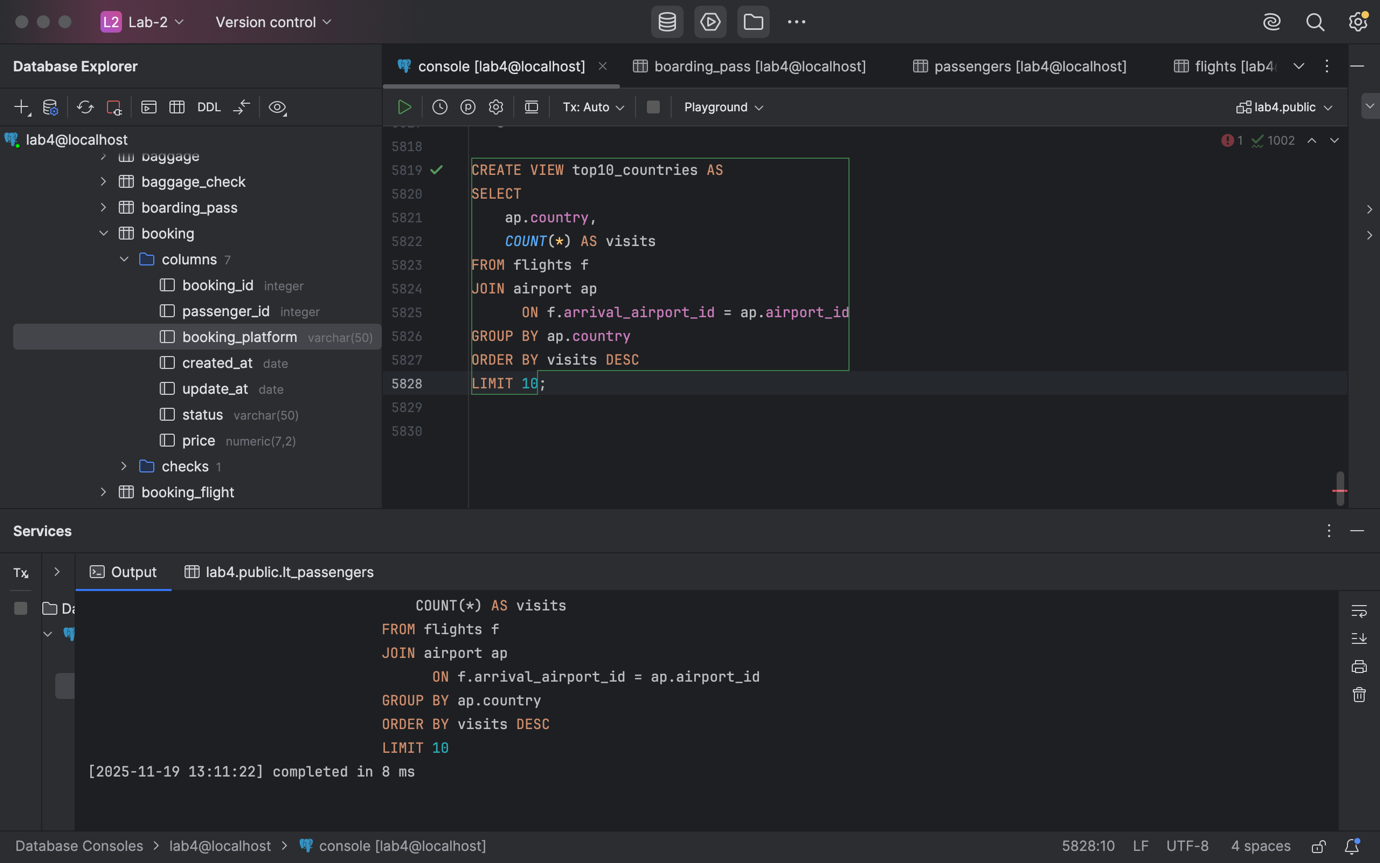 L2 Lab-2 Version control
Database Explorer
console [lab4@localhost] boarding_pass [lab4@localhost] passengers [lab4@localhost] flights [lab4
DDL Tx: Auto Playground lab4.public
lab4@localhost
baggage
baggage_check
boarding_pass
booking
columns 7
booking_id integer
passenger_id integer
booking_platform varchar(50)
created_at date
update_at date
status varchar(50)
price numeric(7,2)
checks 1
booking_flight
1 1002
5818
5819 CREATE VIEW top10_countries AS
5820 SELECT
5821 ap.country,
5822 COUNT(*) AS visits
5823 FROM flights f
5824 JOIN airport ap
5825 ON f.arrival_airport_id = ap.airport_id
5826 GROUP BY ap.country
5827 ORDER BY visits DESC
5828 LIMIT 10;
5829
5830
Services
Tx Output lab4.public.lt_passengers
Da
COUNT(*) AS visits
FROM flights f
JOIN airport ap
ON f.arrival_airport_id = ap.airport_id
GROUP BY ap.country
ORDER BY visits DESC
LIMIT 10
[2025-11-19 13:11:22] completed in 8 ms
Database Consoles > lab4@localhost > console [lab4@localhost] 5828:10 LF UTF-8 4 spaces